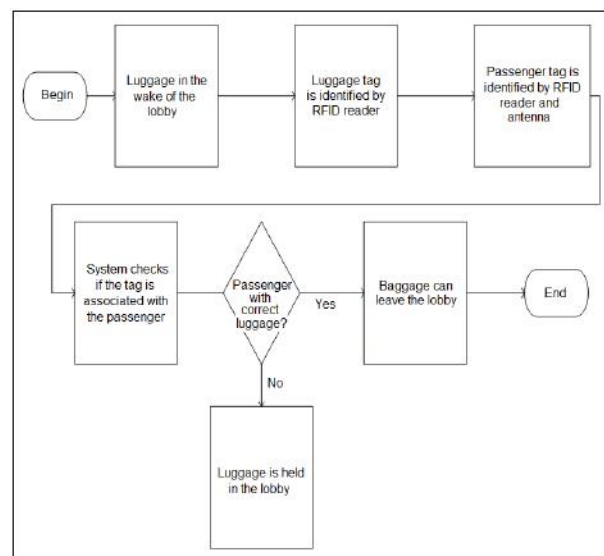 Begin
Luggage in the
wake of the
lobby
Luggage tag
is identified by
RFID reader
Passenger tag is
identified by RFID
reader and
antenna
System checks
if the tag is
associated with
the passenger
Passenger
with
correct
luggage?
Yes
Baggage can
leave the lobby
End
No
Luggage is held
in the lobby